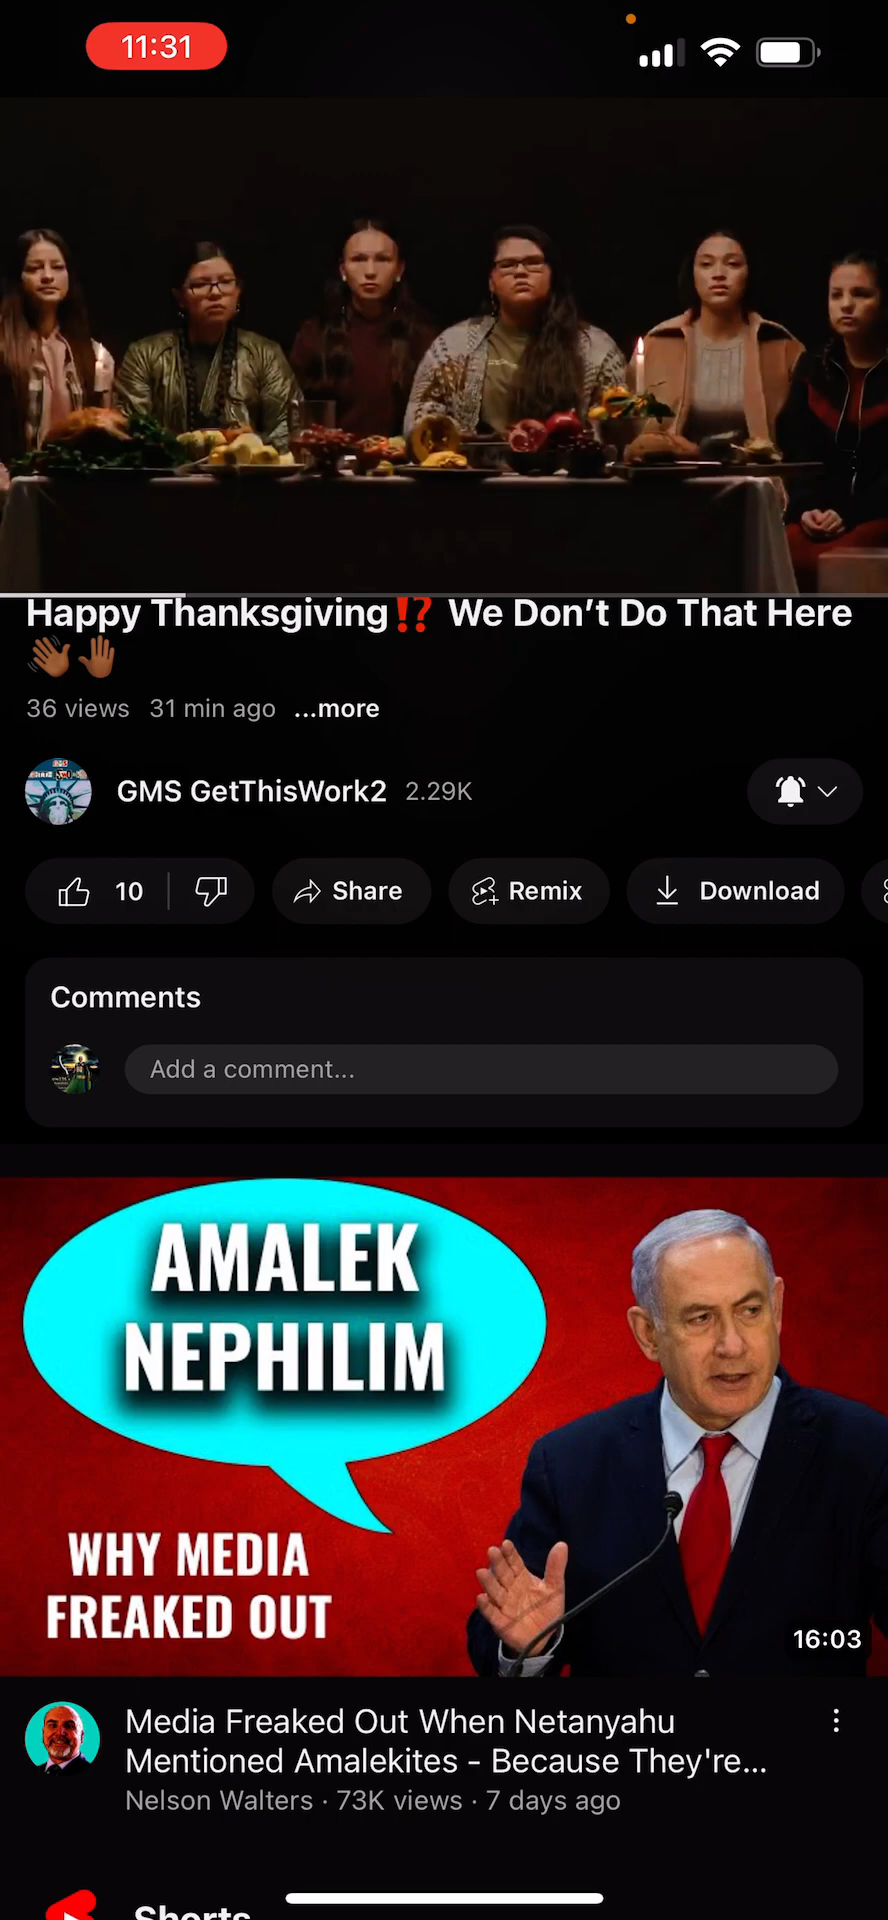 11:31
Happy Thanksgiving⁉️ We Don't Do That Here
👋🏾🤚🏾
36 views 31 min ago ...more
GMS GetThisWork2 2.29K
10 Share Remix Download
Comments
Add a comment...
AMALEK
NEPHILIM
WHY MEDIA
FREAKED OUT
16:03
Media Freaked Out When Netanyahu
Mentioned Amalekites - Because They're...
Nelson Walters · 73K views · 7 days ago
Shorts